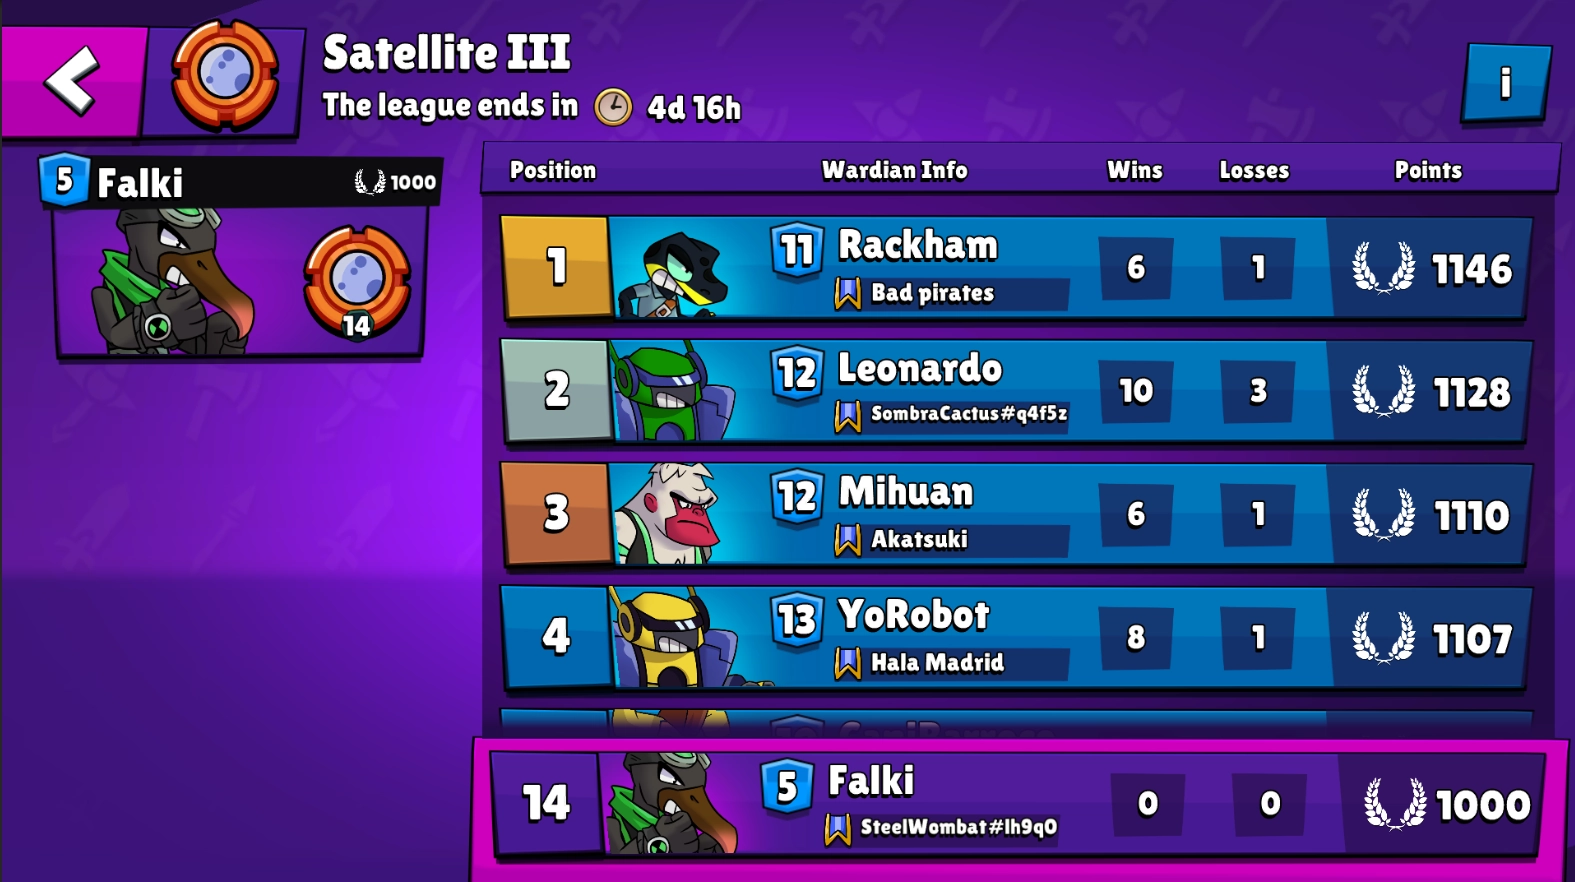 Satellite III
The league ends in 4d 16h
i
5 Falki 1000
14
Position Wardian Info Wins Losses Points
1 11 Rackham 6 1 1146
Bad pirates
2 12 Leonardo 10 3 1128
SombraCactus#q4f5z
3 12 Mihuan 6 1 1110
Akatsuki
4 13 YoRobot 8 1 1107
Hala Madrid
14 5 Falki 0 0 1000
SteelWombat#lh9q0